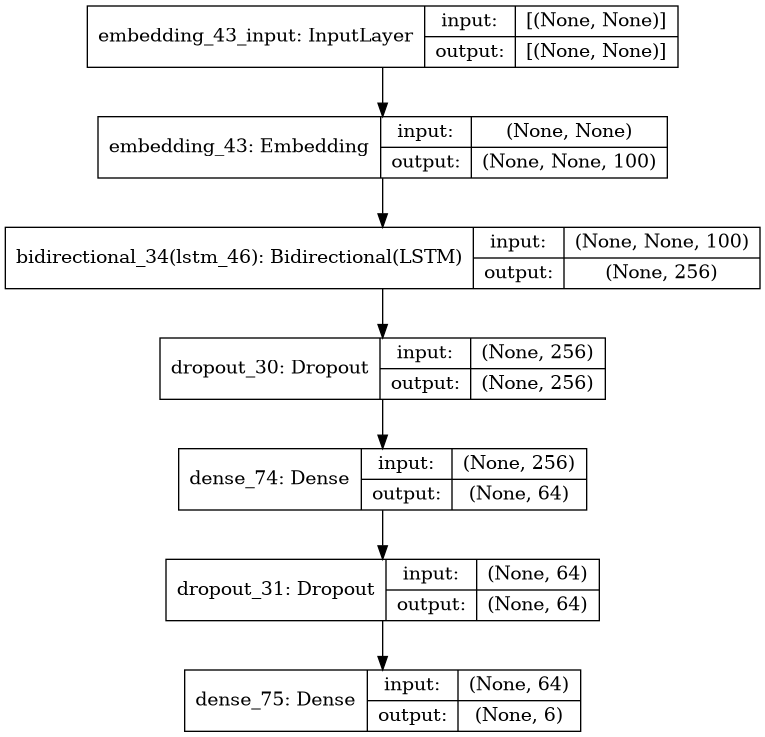 embedding_43_input: InputLayer
input: [(None, None)]
output: [(None, None)]
embedding_43: Embedding
input: (None, None)
output: (None, None, 100)
bidirectional_34(lstm_46): Bidirectional(LSTM)
input: (None, None, 100)
output: (None, 256)
dropout_30: Dropout
input: (None, 256)
output: (None, 256)
dense_74: Dense
input: (None, 256)
output: (None, 64)
dropout_31: Dropout
input: (None, 64)
output: (None, 64)
dense_75: Dense
input: (None, 64)
output: (None, 6)